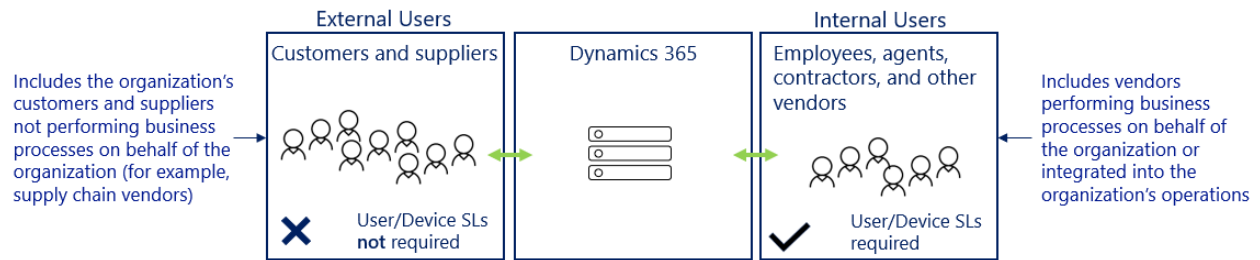 External Users
Internal Users
Customers and suppliers
Dynamics 365
Employees, agents,
contractors, and other
vendors
Includes the organization's
customers and suppliers
not performing business
processes on behalf of the
organization (for example,
supply chain vendors)
Includes vendors
performing business
processes on behalf of
the organization or
integrated into the
organization's operations
User/Device SLs
not required
User/Device SLs
required